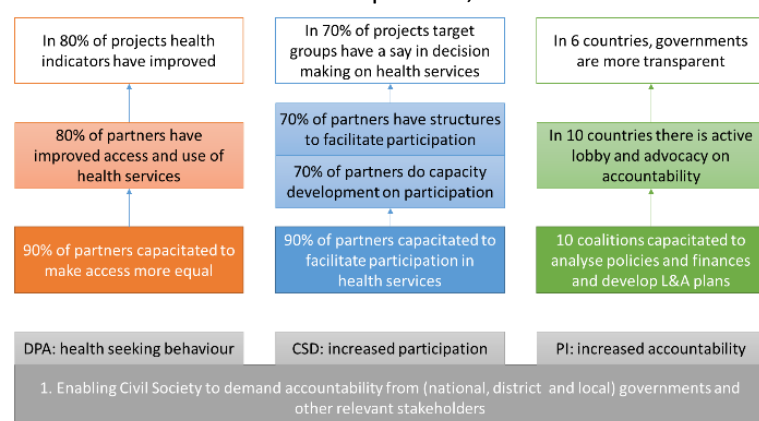 In 80% of projects health
indicators have improved
In 70% of projects target
groups have a say in decision
making on health services
In 6 countries, governments
are more transparent
80% of partners have
improved access and use of
health services
70% of partners have structures
to facilitate participation
70% of partners do capacity
development on participation
In 10 countries there is active
lobby and advocacy on
accountability
90% of partners capacitated to
make access more equal
90% of partners capacitated to
facilitate participation in
health services
10 coalitions capacitated to
analyse policies and finances
and develop L&A plans
DPA: health seeking behaviour
CSD: increased participation
PI: increased accountability
1. Enabling Civil Society to demand accountability from (national, district and local) governments and
other relevant stakeholders